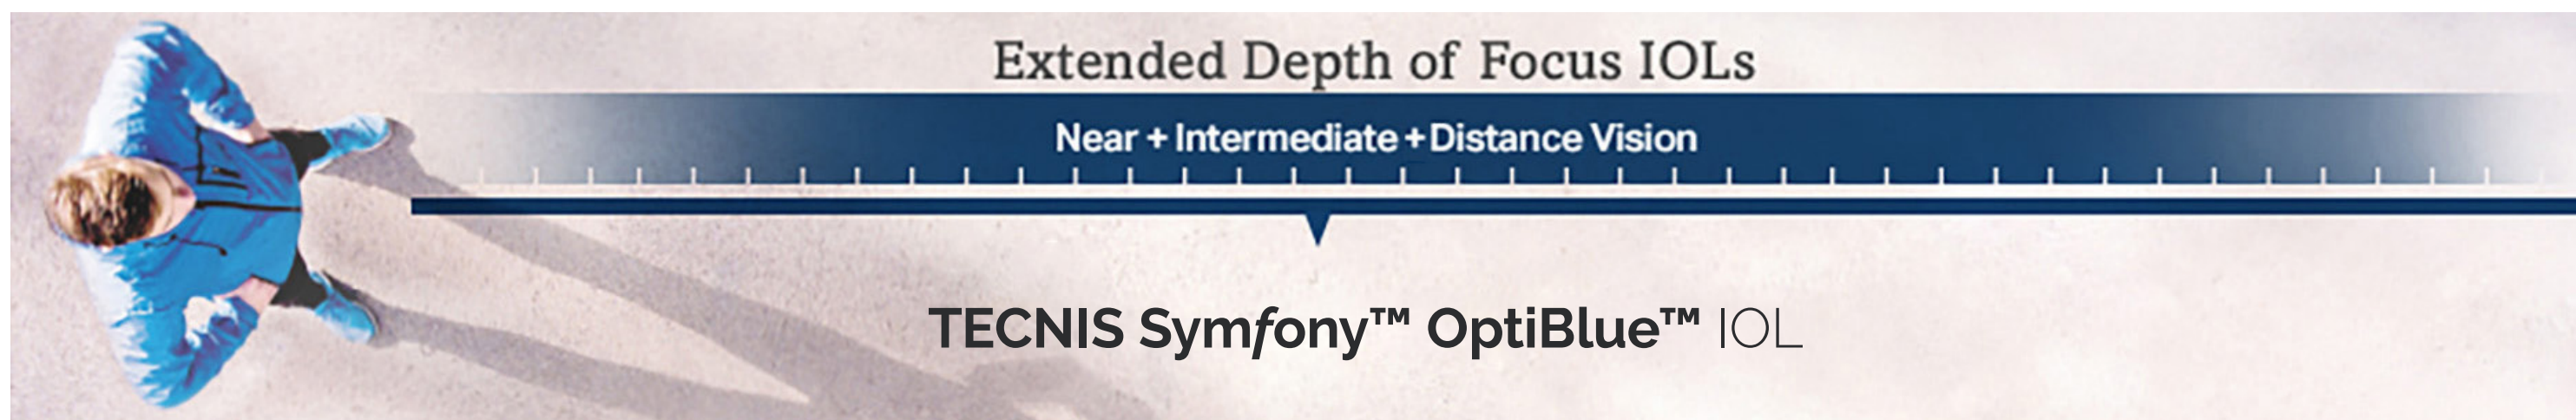 Extended Depth of Focus IOLs
Near + Intermediate + Distance Vision
TECNIS Symfony™ OptiBlue™ IOL